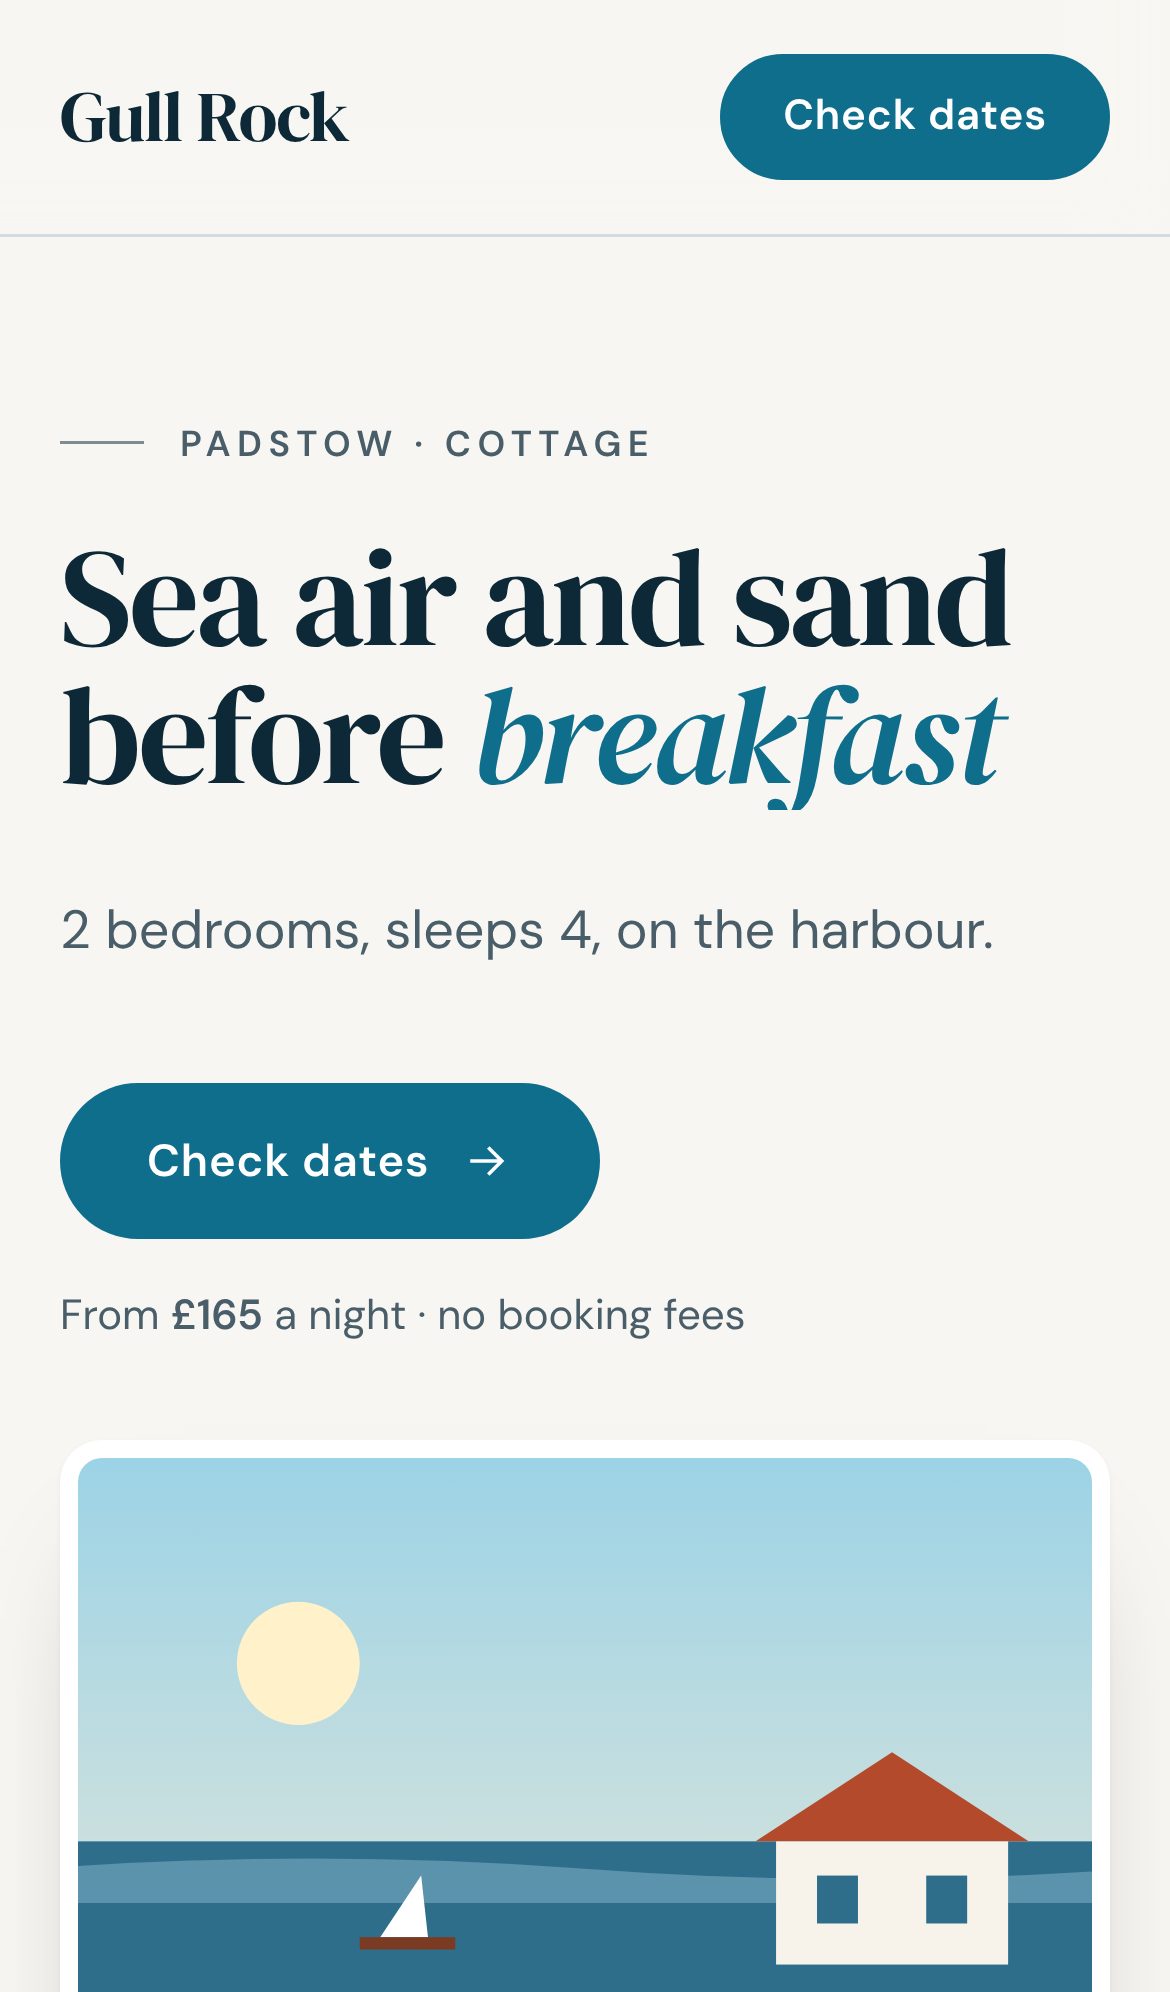 Gull Rock
Check dates
PADSTOW · COTTAGE
Sea air and sand
before breakfast
2 bedrooms, sleeps 4, on the harbour.
Check dates →
From £165 a night · no booking fees